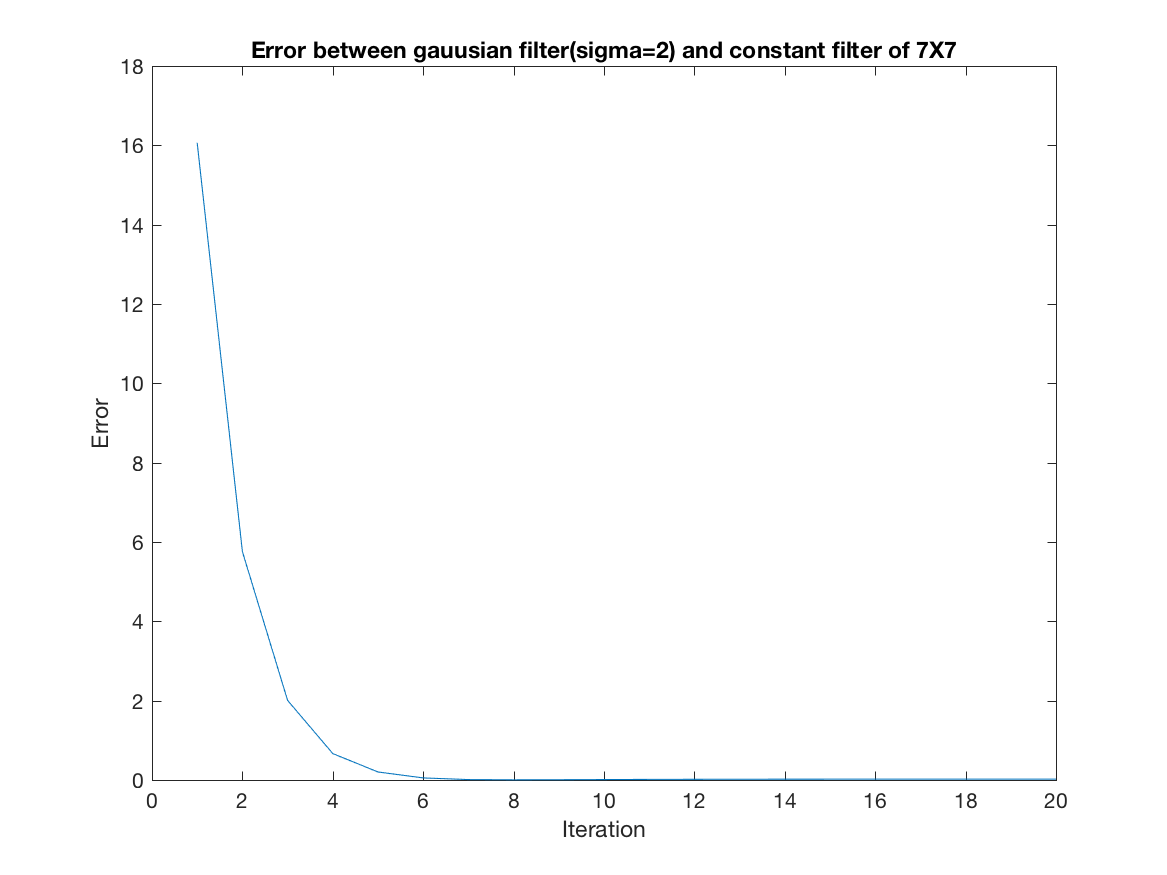 Error between gauusian filter(sigma=2) and constant filter of 7X7
18
16
14
12
10
8
6
4
2
0
Error
0 2 4 6 8 10 12 14 16 18 20
Iteration